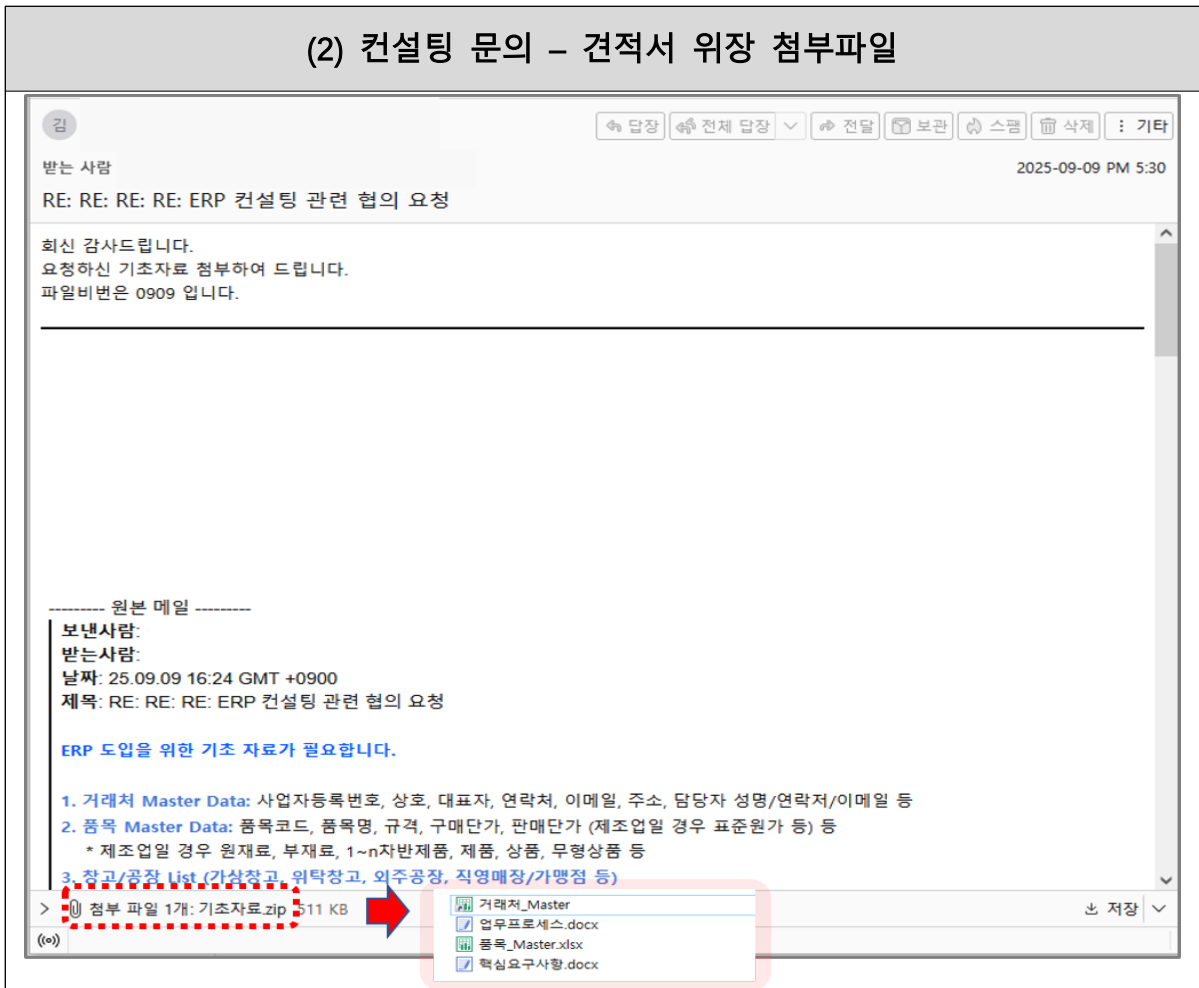 (2) 컨설팅 문의 – 견적서 위장 첨부파일
김
답장 전체 답장 전달 보관 스팸 삭제 기타
받는 사람
2025-09-09 PM 5:30
RE: RE: RE: RE: ERP 컨설팅 관련 협의 요청
회신 감사드립니다.
요청하신 기초자료 첨부하여 드립니다.
파일비번은 0909 입니다.
--------- 원본 메일 ---------
보낸사람:
받는사람:
날짜: 25.09.09 16:24 GMT +0900
제목: RE: RE: RE: ERP 컨설팅 관련 협의 요청
ERP 도입을 위한 기초 자료가 필요합니다.
1. 거래처 Master Data: 사업자등록번호, 상호, 대표자, 연락처, 이메일, 주소, 담당자 성명/연락저/이메일 등
2. 품목 Master Data: 품목코드, 품목명, 규격, 구매단가, 판매단가 (제조업일 경우 표준원가 등) 등
* 제조업일 경우 원재료, 부재료, 1~n차반제품, 제품, 상품, 무형상품 등
3. 창고/공장 List (가상창고, 위탁창고, 외주공장, 직영매장/가맹점 등)
첨부 파일 1개: 기초자료.zip 511 KB
저장
거래처_Master
업무프로세스.docx
품목_Master.xlsx
핵심요구사항.docx